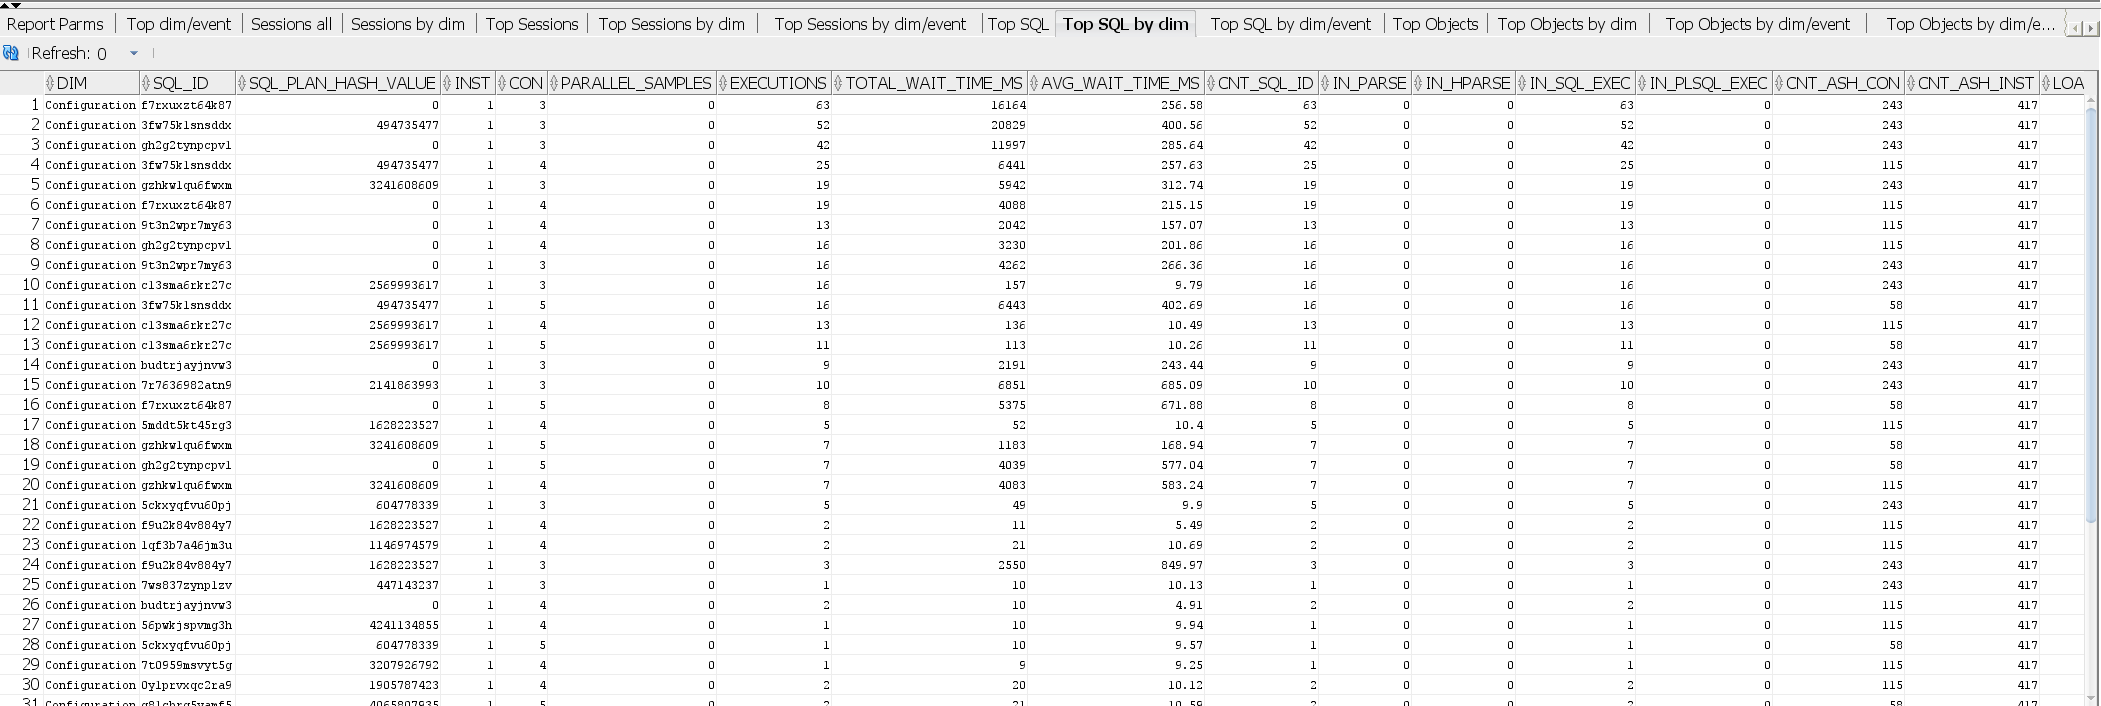 Report Parms Top dim/event Sessions all Sessions by dim Top Sessions Top Sessions by dim Top Sessions by dim/event Top SQL Top SQL by dim Top SQL by dim/event Top Objects Top Objects by dim Top Objects by dim/event Top Objects by dim/e...
Refresh: 0
DIM SQL_ID SQL_PLAN_HASH_VALUE INST CON PARALLEL_SAMPLES EXECUTIONS TOTAL_WAIT_TIME_MS AVG_WAIT_TIME_MS CNT_SQL_ID IN_PARSE IN_HPARSE IN_SQL_EXEC IN_PLSQL_EXEC CNT_ASH_CON CNT_ASH_INST LOA
1 Configuration f7rxuxzt64k87 0 1 3 0 63 16164 256.58 63 0 0 63 0 243 417
2 Configuration 3fw75k1snsddx 494735477 1 3 0 52 20829 400.56 52 0 0 52 0 243 417
3 Configuration gh2g2tynpcpv1 0 1 3 0 42 11997 285.64 42 0 0 42 0 243 417
4 Configuration 3fw75k1snsddx 494735477 1 4 0 25 6441 257.63 25 0 0 25 0 115 417
5 Configuration gzhkw1qu6fwxm 3241608609 1 3 0 19 5942 312.74 19 0 0 19 0 243 417
6 Configuration f7rxuxzt64k87 0 1 4 0 19 4088 215.15 19 0 0 19 0 115 417
7 Configuration 9t3n2wpr7my63 0 1 4 0 13 2042 157.07 13 0 0 13 0 115 417
8 Configuration gh2g2tynpcpv1 0 1 4 0 16 3230 201.86 16 0 0 16 0 115 417
9 Configuration 9t3n2wpr7my63 0 1 3 0 16 4262 266.36 16 0 0 16 0 243 417
10 Configuration c13sma6rkr27c 2569993617 1 3 0 16 157 9.79 16 0 0 16 0 243 417
11 Configuration 3fw75k1snsddx 494735477 1 5 0 16 6443 402.69 16 0 0 16 0 58 417
12 Configuration c13sma6rkr27c 2569993617 1 4 0 13 136 10.49 13 0 0 13 0 115 417
13 Configuration c13sma6rkr27c 2569993617 1 5 0 11 113 10.26 11 0 0 11 0 58 417
14 Configuration budtrjayjnvw3 0 1 3 0 9 2191 243.44 9 0 0 9 0 243 417
15 Configuration 7r7636982atn9 2141863993 1 3 0 10 6851 685.09 10 0 0 10 0 243 417
16 Configuration f7rxuxzt64k87 0 1 5 0 8 5375 671.88 8 0 0 8 0 58 417
17 Configuration 5mddt5kt45rg3 1628223527 1 4 0 5 52 10.4 5 0 0 5 0 115 417
18 Configuration gzhkw1qu6fwxm 3241608609 1 5 0 7 1183 168.94 7 0 0 7 0 58 417
19 Configuration gh2g2tynpcpv1 0 1 5 0 7 4039 577.04 7 0 0 7 0 58 417
20 Configuration gzhkw1qu6fwxm 3241608609 1 4 0 7 4083 583.24 7 0 0 7 0 115 417
21 Configuration 5ckxyqfvu60pj 604778339 1 3 0 5 49 9.9 5 0 0 5 0 243 417
22 Configuration f9u2k84v884y7 1628223527 1 4 0 2 11 5.49 2 0 0 2 0 115 417
23 Configuration 1qf3b7a46jm3u 1146974579 1 4 0 2 21 10.69 2 0 0 2 0 115 417
24 Configuration f9u2k84v884y7 1628223527 1 3 0 3 2550 849.97 3 0 0 3 0 243 417
25 Configuration 7ws837zynp1zv 447143237 1 3 0 1 10 10.13 1 0 0 1 0 243 417
26 Configuration budtrjayjnvw3 0 1 4 0 2 10 4.91 2 0 0 2 0 115 417
27 Configuration 56pwkjspvmg3h 4241134855 1 4 0 1 10 9.94 1 0 0 1 0 115 417
28 Configuration 5ckxyqfvu60pj 604778339 1 5 0 1 10 9.57 1 0 0 1 0 58 417
29 Configuration 7t0959msvyt5g 3207926792 1 4 0 1 9 9.25 1 0 0 1 0 115 417
30 Configuration 0y1prvxqc2ra9 1905787423 1 4 0 2 20 10.12 2 0 0 2 0 115 417
31 Configuration 1 5 0 2 21 10.59 2 0 0 2 0 58 417